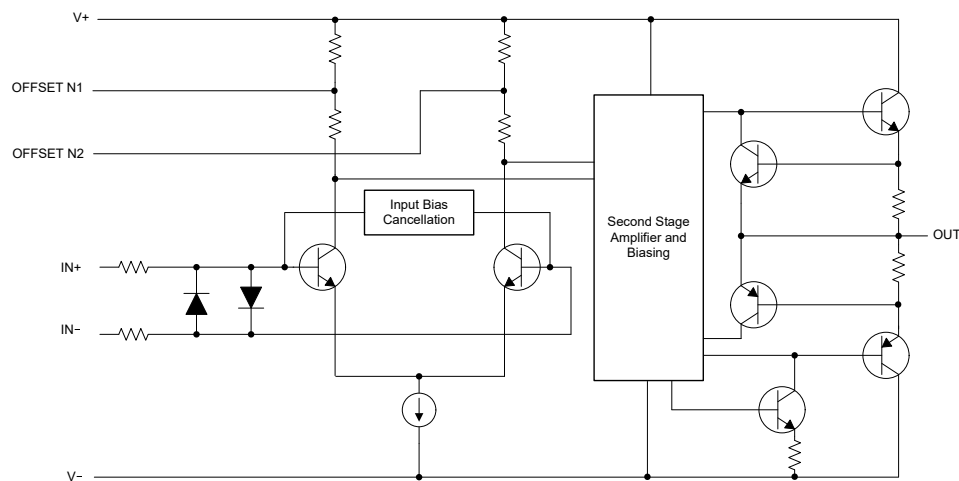 V+
OFFSET N1
OFFSET N2
Input Bias
Cancellation
Second Stage
Amplifier and
Biasing
OUT
IN+
IN−
V−